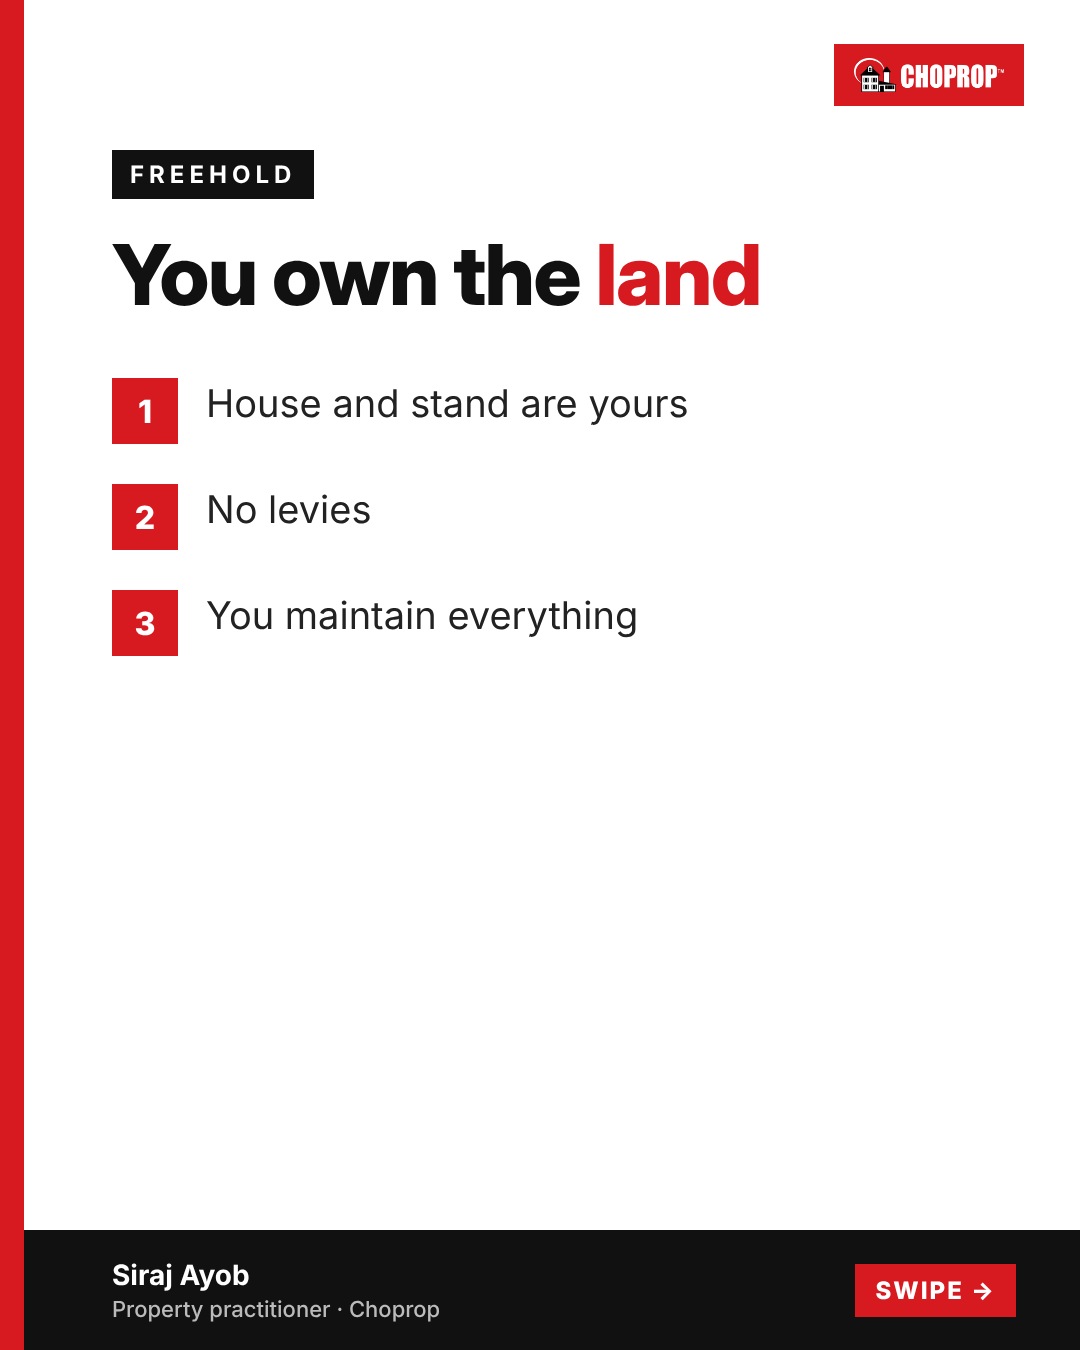 CHOPROP™
FREEHOLD
You own the land
1 House and stand are yours
2 No levies
3 You maintain everything
Siraj Ayob
Property practitioner · Choprop
SWIPE →